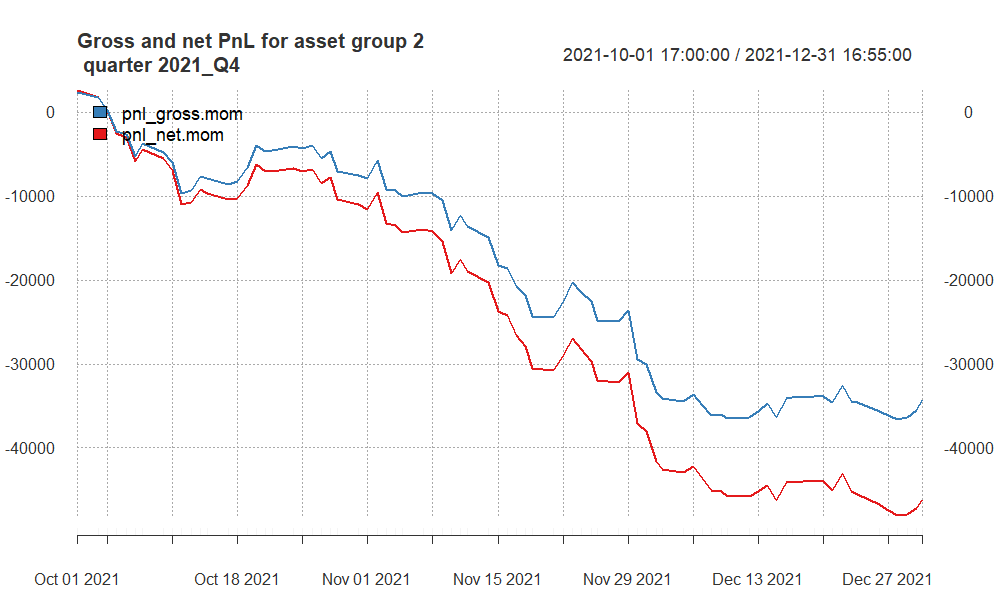 Gross and net PnL for asset group 2
quarter 2021_Q4
2021-10-01 17:00:00 / 2021-12-31 16:55:00
pnl_gross.mom
pnl_net.mom
0
0
-10000
-10000
-20000
-20000
-30000
-30000
-40000
-40000
Oct 01 2021 Oct 18 2021 Nov 01 2021 Nov 15 2021 Nov 29 2021 Dec 13 2021 Dec 27 2021